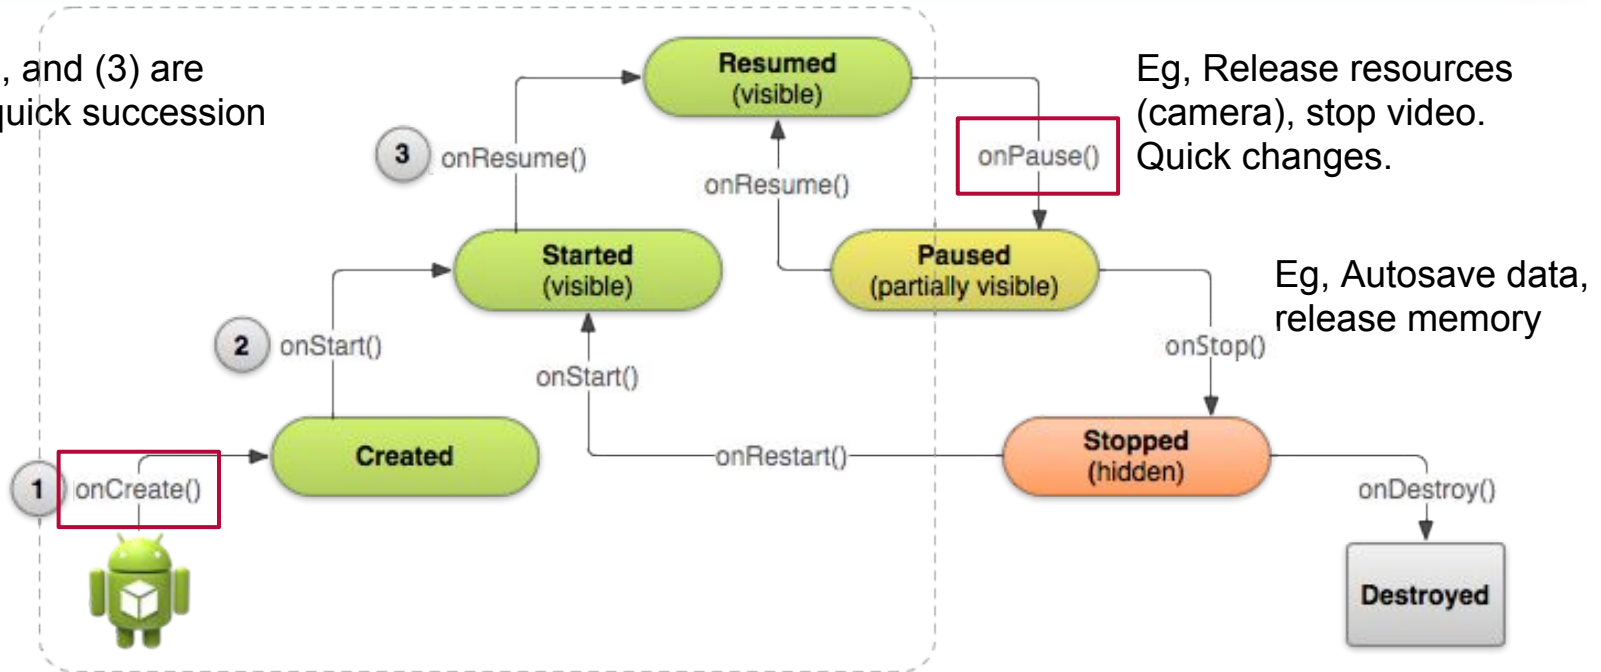 , and (3) are
quick succession
Resumed
(visible)
Eg, Release resources
(camera), stop video.
Quick changes.
3
onResume()
onResume()
onPause()
Started
(visible)
Paused
(partially visible)
Eg, Autosave data,
release memory
2
onStart()
onStart()
onStop()
Created
onRestart()
Stopped
(hidden)
1
onCreate()
onDestroy()
Destroyed